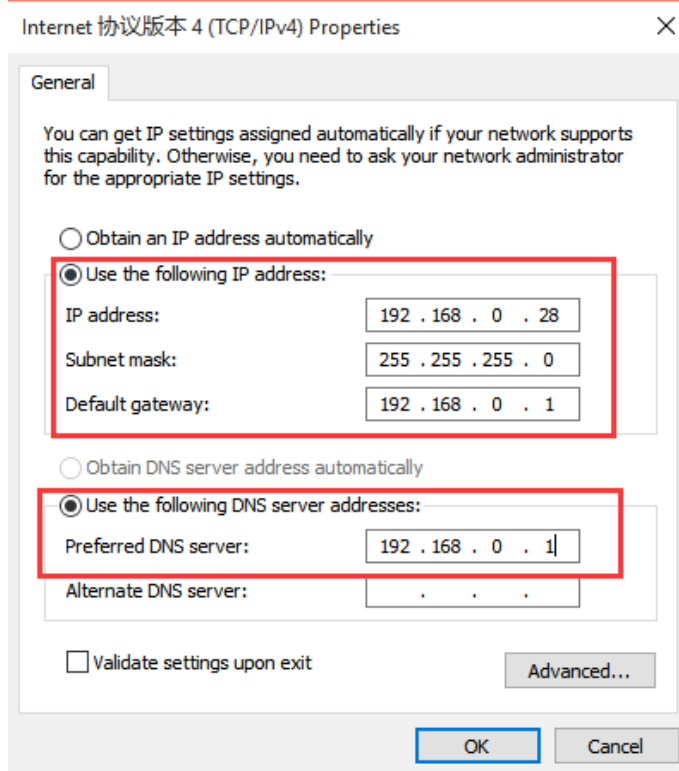 Internet 协议版本 4 (TCP/IPv4) Properties
General
You can get IP settings assigned automatically if your network supports
this capability. Otherwise, you need to ask your network administrator
for the appropriate IP settings.
Obtain an IP address automatically
Use the following IP address:
IP address: 192 . 168 . 0 . 28
Subnet mask: 255 . 255 . 255 . 0
Default gateway: 192 . 168 . 0 . 1
Obtain DNS server address automatically
Use the following DNS server addresses:
Preferred DNS server: 192 . 168 . 0 . 1
Alternate DNS server: . . .
Validate settings upon exit
Advanced...
OK Cancel